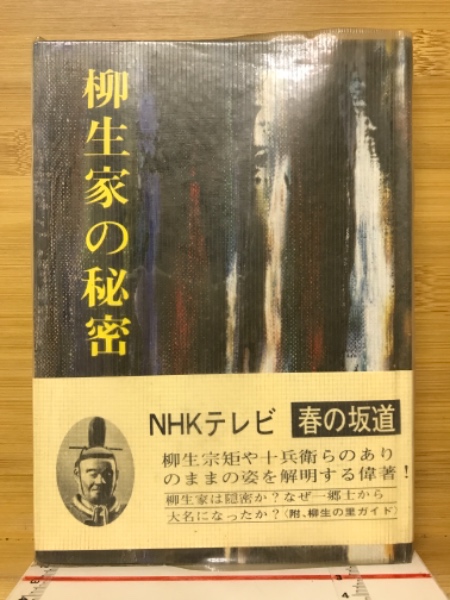 柳生家の秘密
NHKテレビ 春の坂道
柳生宗矩や十兵衛らのあり
のままの姿を解明する偉著!
柳生家は隠密か?なぜ一郷士から
大名になったか?(附、柳生の里ガイド)
3
4